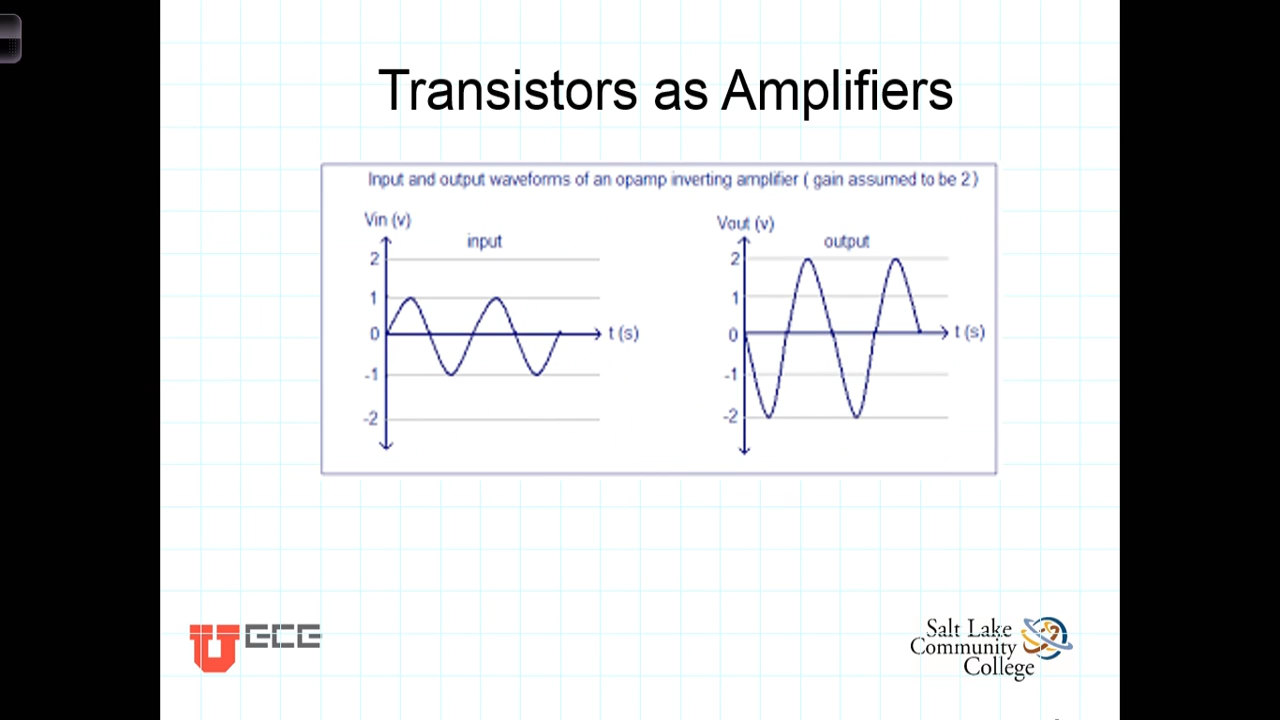 Transistors as Amplifiers
Input and output waveforms of an opamp inverting amplifier ( gain assumed to be 2 )
Vin (v)
input
2
1
0
-1
-2
t (s)
Vout (v)
output
2
1
0
-1
-2
t (s)
U ECE
Salt Lake
Community
College